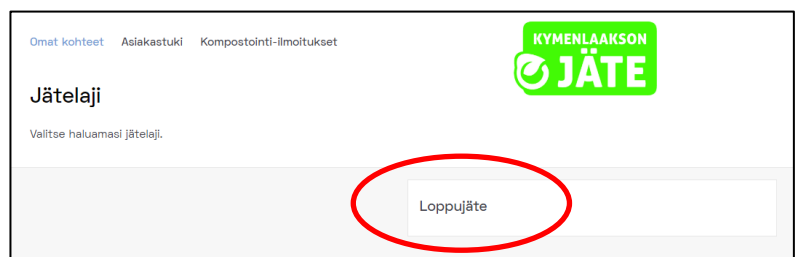 Omat kohteet Asiakastuki Kompostointi-ilmoitukset
KYMENLAAKSON
JÄTE
Jätelaji
Valitse haluamasi jätelaji.
Loppujäte